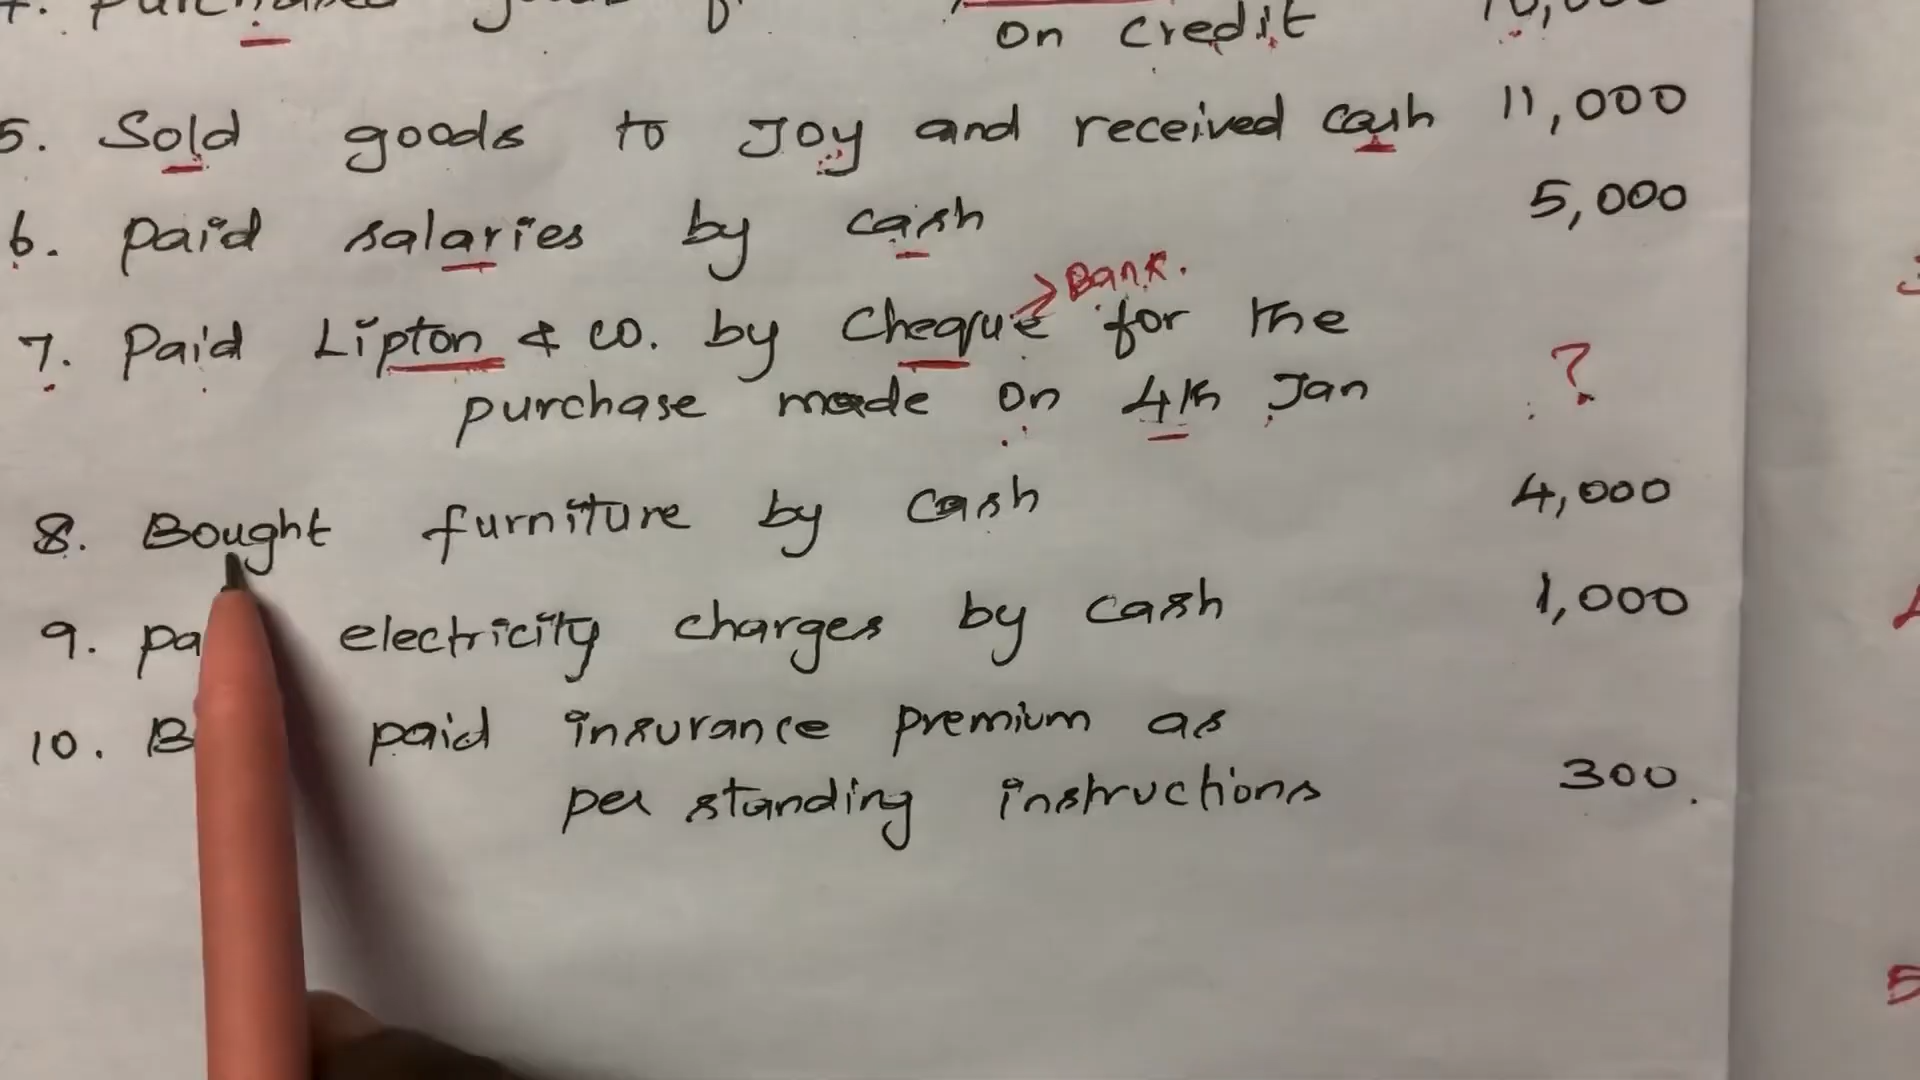 on credit
5. Sold goods to Joy and received cash 11,000
6. paid salaries by cash 5,000
Bank.
7. Paid Lipton & co. by Cheque for the
purchase made on 4th Jan ?
8. Bought furniture by cash 4,000
9. electricity charges by cash 1,000
10. paid insurance premium as
per standing instructions 300.